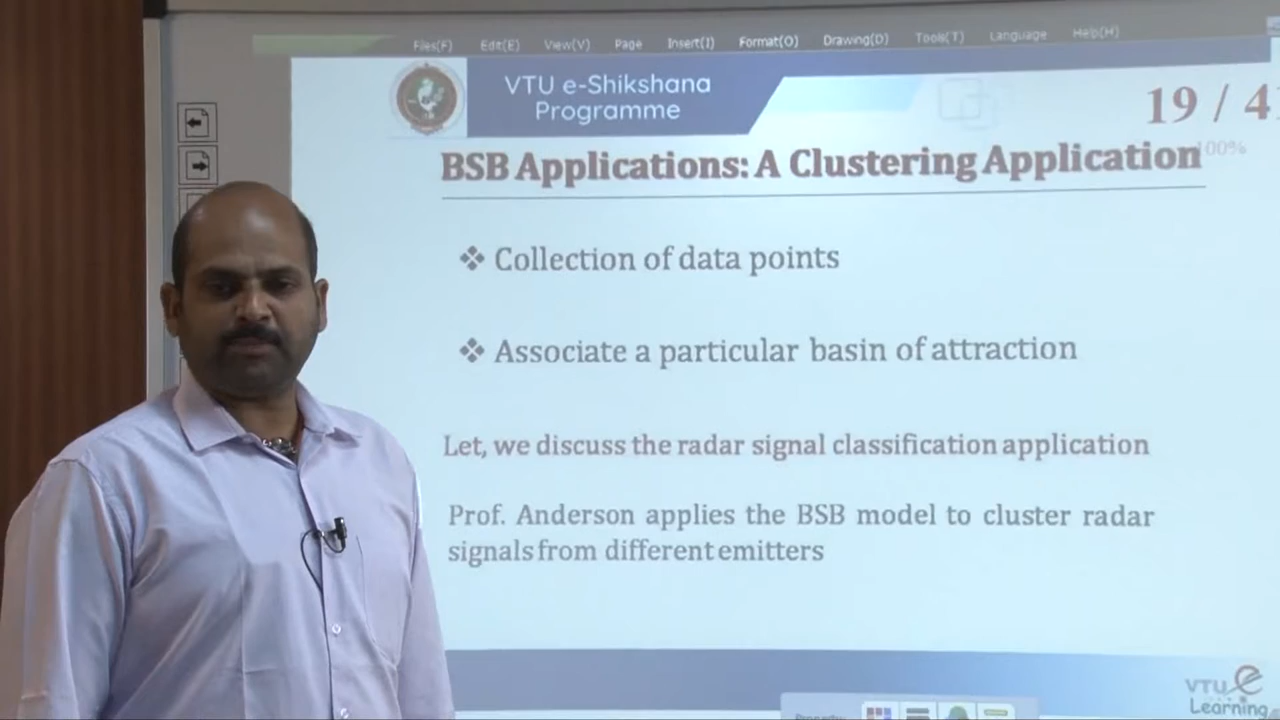 Files(F) Edit(E) View(V) Page Insert(I) Format(O) Drawing(D) Tools(T) Language Help(H)
VTU e-Shikshana
Programme
19 / 41
100%
BSB Applications: A Clustering Application
❖ Collection of data points
❖ Associate a particular basin of attraction
Let, we discuss the radar signal classification application
Prof. Anderson applies the BSB model to cluster radar
signals from different emitters
VTU e
Learning